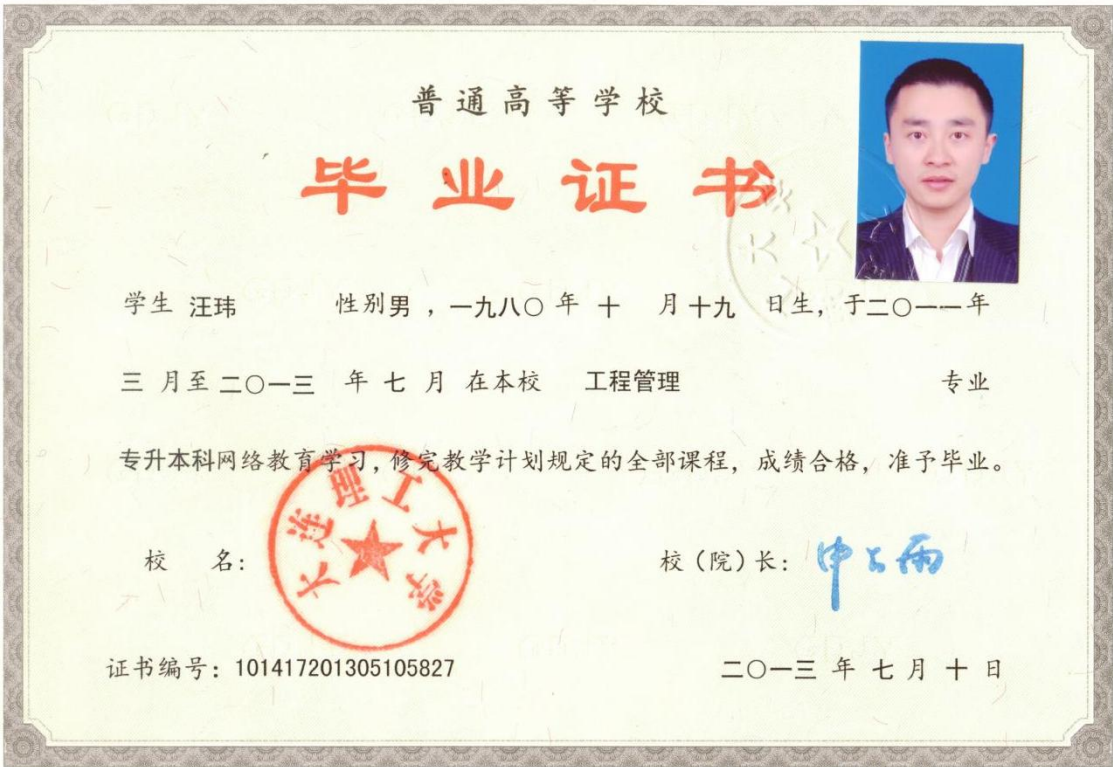 普通高等学校
毕业证书
学生 汪玮 性别男，一九八〇年 十 月十九 日生，于二〇一一年
三 月至 二〇一三 年 七 月 在本校 工程管理 专业
专升本科网络教育学习，修完教学计划规定的全部课程，成绩合格，准予毕业。
大连理工大学
校 名： 校（院）长：
证书编号：101417201305105827 二〇一三 年 七 月 十 日